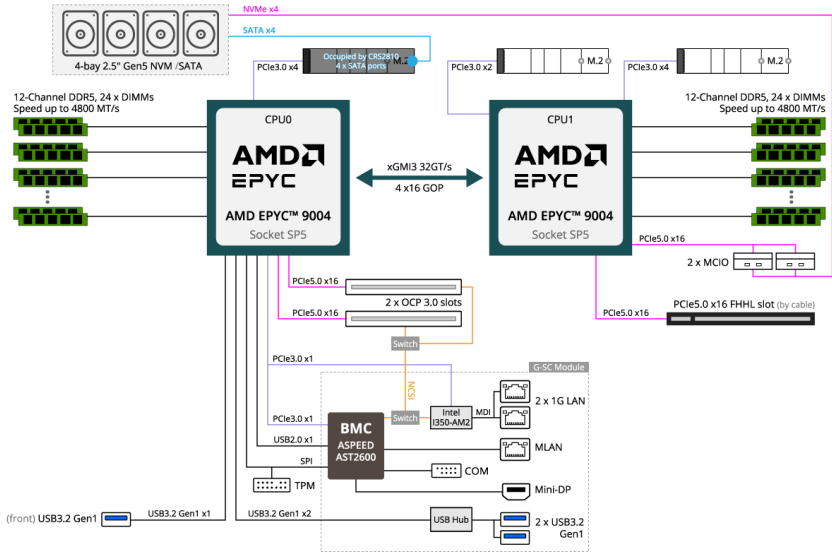 NVMe x4
SATA x4
4-bay 2.5" Gen5 NVM /SATA
PCIe3.0 x4
Occupied by CRS2810
4 x SATA ports
M.2
PCIe3.0 x2
M.2
PCIe3.0 x4
M.2
12-Channel DDR5, 24 x DIMMs
Speed up to 4800 MT/s
CPU0
AMD
EPYC
AMD EPYC™ 9004
Socket SP5
xGMI3 32GT/s
4 x16 GOP
CPU1
AMD
EPYC
AMD EPYC™ 9004
Socket SP5
12-Channel DDR5, 24 x DIMMs
Speed up to 4800 MT/s
PCIe5.0 x16
2 x MCIO
PCIe5.0 x16
PCIe5.0 x16 FHHL slot (by cable)
PCIe5.0 x16
2 x OCP 3.0 slots
PCIe5.0 x16
Switch
PCIe3.0 x1
G-SC Module
NCSI
PCIe3.0 x1
Switch
Intel
I350-AM2
MDI
2 x 1G LAN
BMC
ASPEED
AST2600
USB2.0 x1
MLAN
SPI
TPM
COM
Mini-DP
(front) USB3.2 Gen1
USB3.2 Gen1 x1
USB3.2 Gen1 x2
USB Hub
2 x USB3.2
Gen1